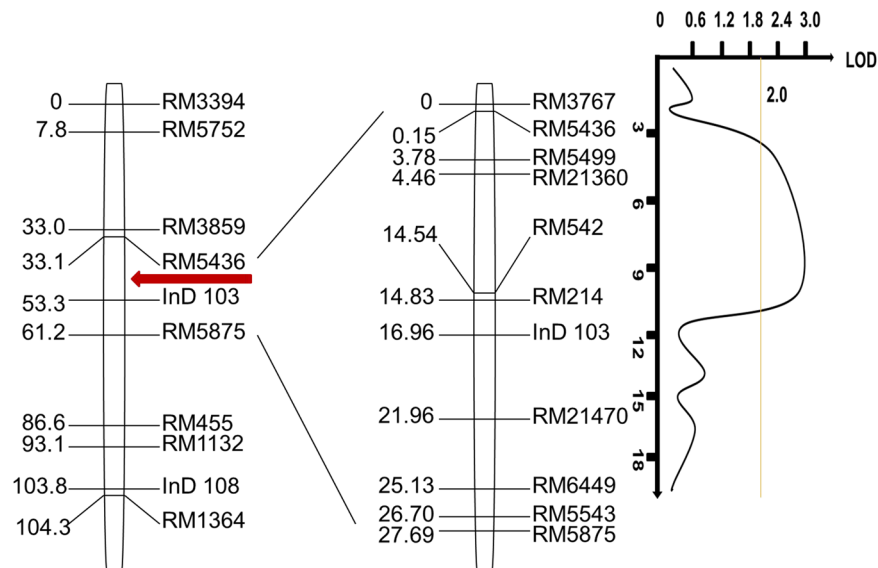 0 0.6 1.2 1.8 2.4 3.0
LOD
2.0
0 RM3394
7.8 RM5752
33.0 RM3859
33.1 RM5436
53.3 InD 103
61.2 RM5875
86.6 RM455
93.1 RM1132
103.8 InD 108
104.3 RM1364
0 RM3767
0.15 RM5436
3.78 RM5499
4.46 RM21360
14.54 RM542
14.83 RM214
16.96 InD 103
21.96 RM21470
25.13 RM6449
26.70 RM5543
27.69 RM5875
3
6
9
12
15
18